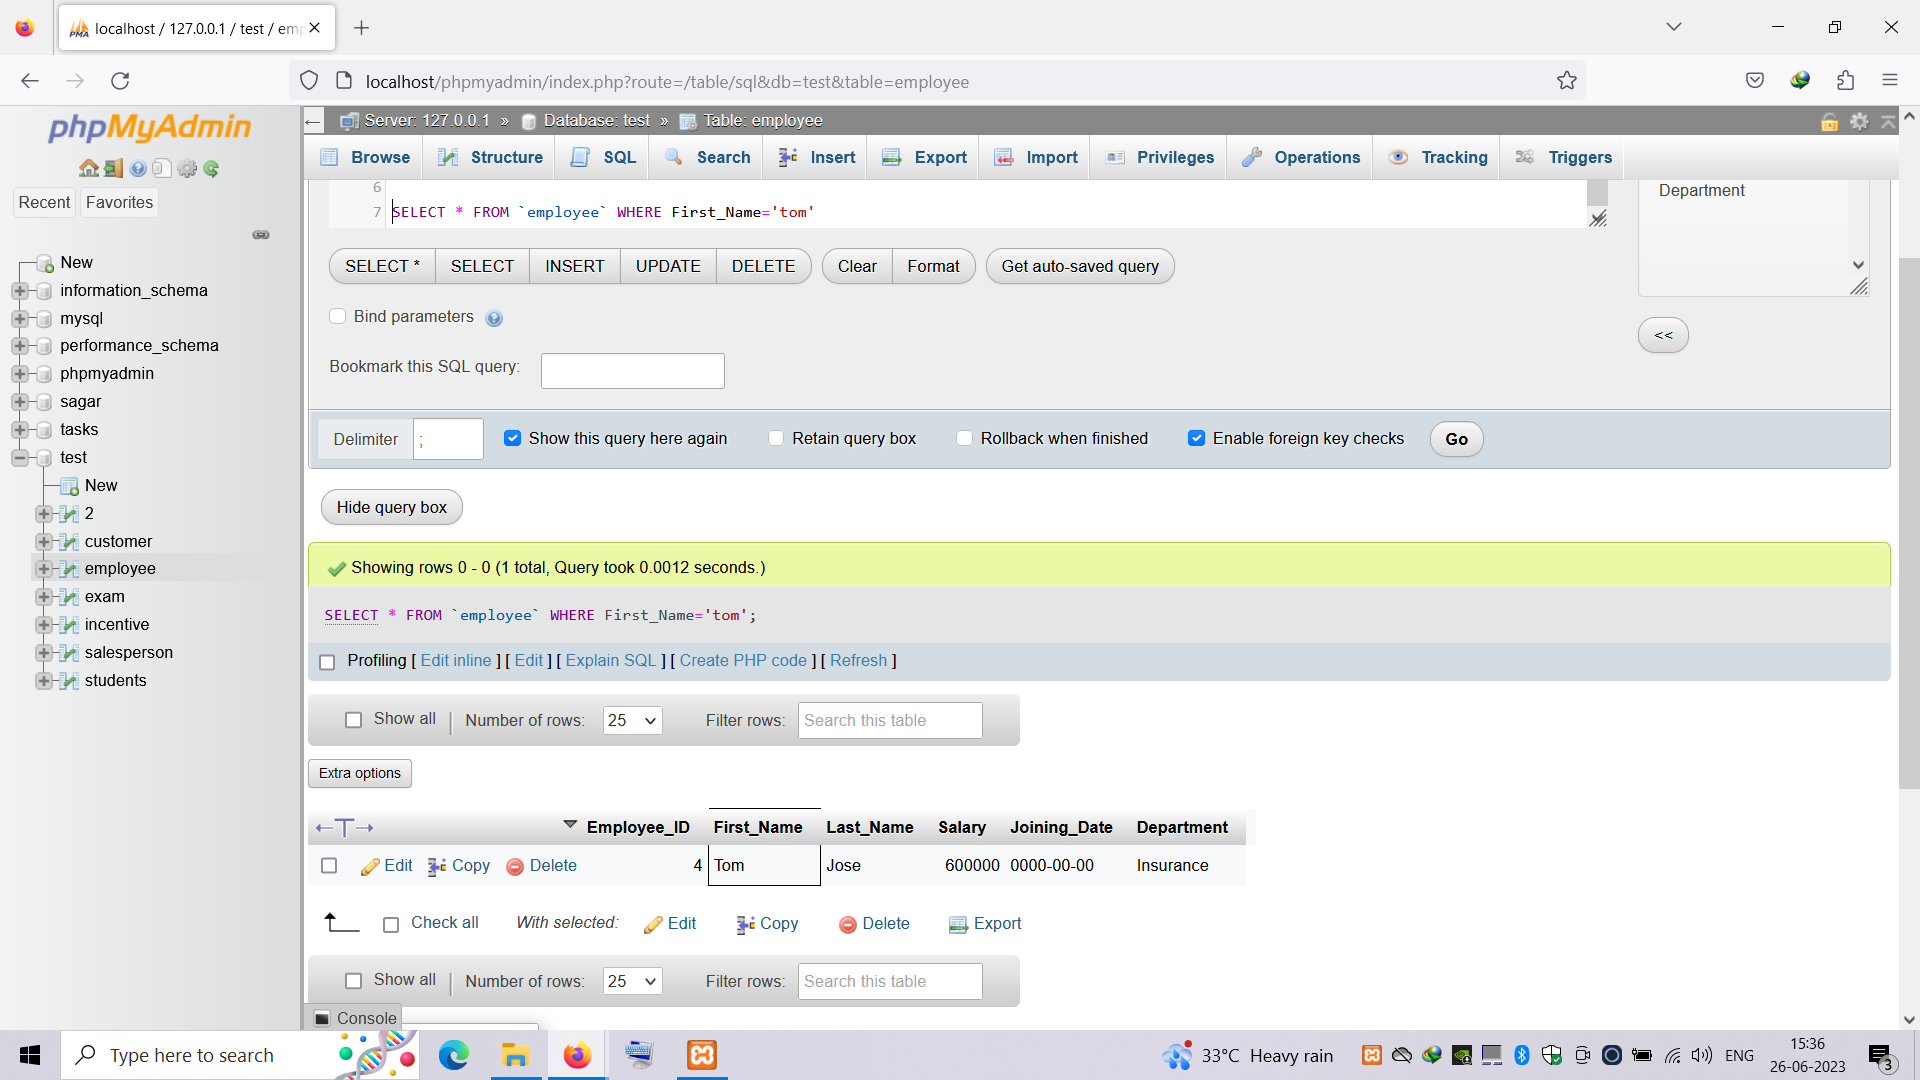 localhost / 127.0.0.1 / test / emp
localhost/phpmyadmin/index.php?route=/table/sql&db=test&table=employee
phpMyAdmin
Recent
Favorites
New
information_schema
mysql
performance_schema
phpmyadmin
sagar
tasks
test
New
2
customer
employee
exam
incentive
salesperson
students
Server: 127.0.0.1 » Database: test » Table: employee
Browse Structure SQL Search Insert Export Import Privileges Operations Tracking Triggers
6
7 SELECT * FROM `employee` WHERE First_Name='tom'
Department
SELECT * SELECT INSERT UPDATE DELETE Clear Format Get auto-saved query
Bind parameters
<<
Bookmark this SQL query:
Delimiter ; Show this query here again Retain query box Rollback when finished Enable foreign key checks Go
Hide query box
Showing rows 0 - 0 (1 total, Query took 0.0012 seconds.)
SELECT * FROM `employee` WHERE First_Name='tom';
Profiling [ Edit inline ] [ Edit ] [ Explain SQL ] [ Create PHP code ] [ Refresh ]
Show all Number of rows: 25 Filter rows: Search this table
Extra options
←T→ Employee_ID First_Name Last_Name Salary Joining_Date Department
Edit Copy Delete 4 Tom Jose 600000 0000-00-00 Insurance
Check all With selected: Edit Copy Delete Export
Show all Number of rows: 25 Filter rows: Search this table
Console
Type here to search
33°C Heavy rain
ENG
15:36
26-06-2023
3